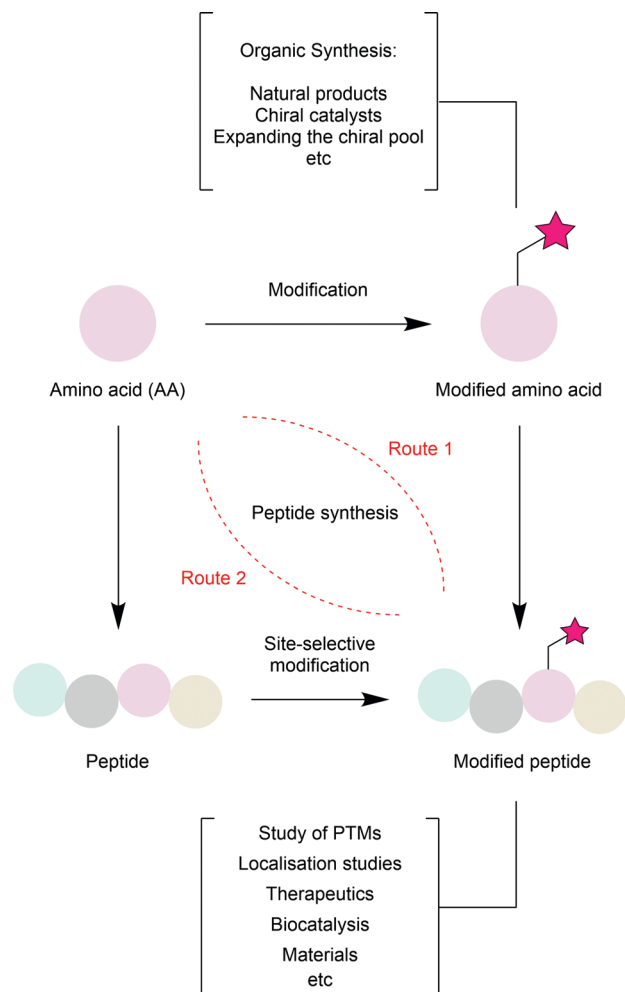 Organic Synthesis:
Natural products
Chiral catalysts
Expanding the chiral pool
etc
Modification
Amino acid (AA)
Modified amino acid
Route 1
Peptide synthesis
Route 2
Site-selective
modification
Peptide
Modified peptide
Study of PTMs
Localisation studies
Therapeutics
Biocatalysis
Materials
etc